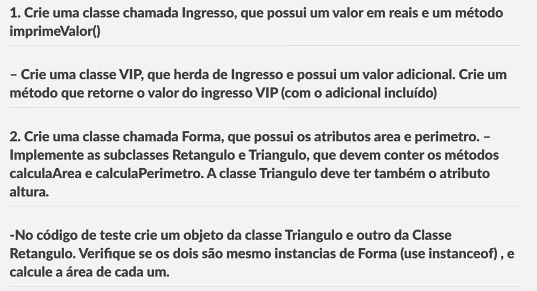 1. Crie uma classe chamada Ingresso, que possui um valor em reais e um método
imprimeValor()
– Crie uma classe VIP, que herda de Ingresso e possui um valor adicional. Crie um
método que retorne o valor do ingresso VIP (com o adicional incluído)
2. Crie uma classe chamada Forma, que possui os atributos area e perimetro. –
Implemente as subclasses Retangulo e Triangulo, que devem conter os métodos
calculaArea e calculaPerimetro. A classe Triangulo deve ter também o atributo
altura.
-No código de teste crie um objeto da classe Triangulo e outro da Classe
Retangulo. Verifique se os dois são mesmo instancias de Forma (use instanceof) , e
calcule a área de cada um.